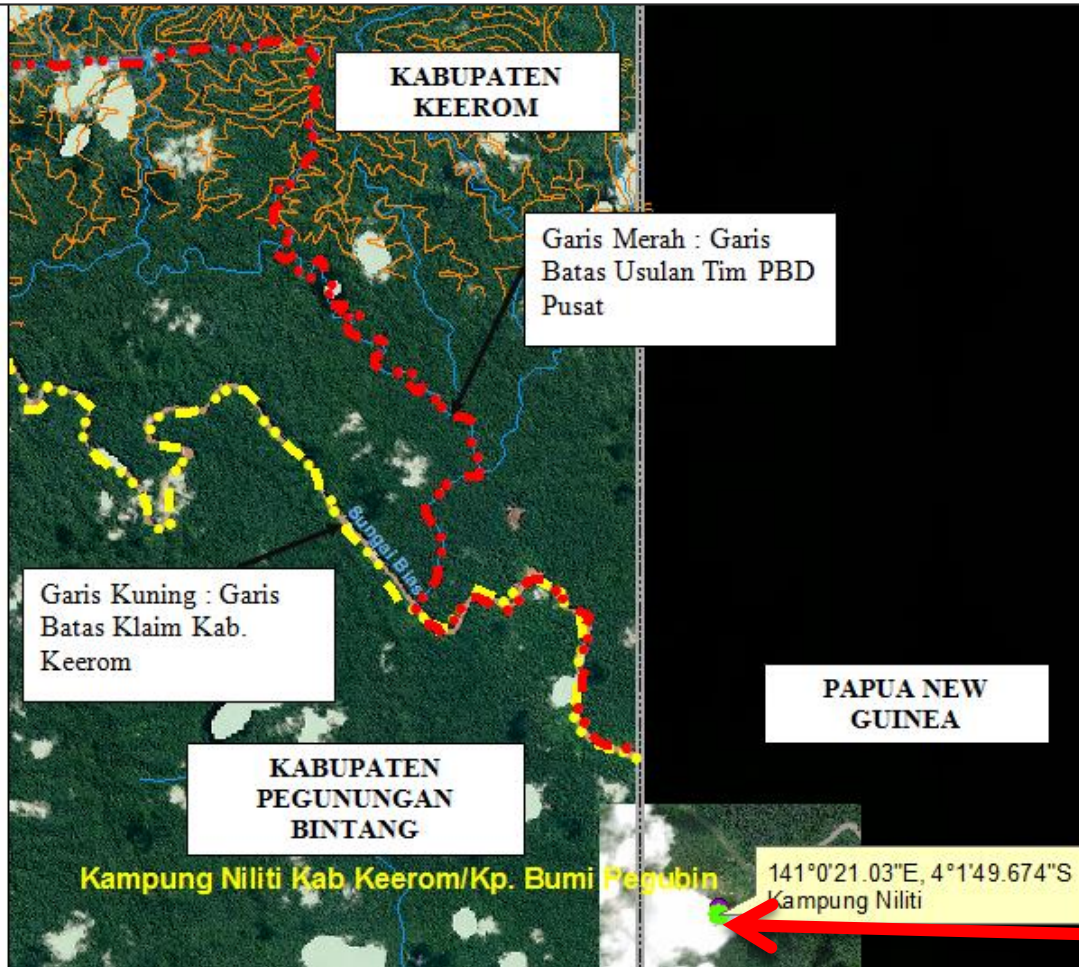 KABUPATEN
KEEROM
Garis Merah : Garis
Batas Usulan Tim PBD
Pusat
Sungai Bias
Garis Kuning : Garis
Batas Klaim Kab.
Keerom
PAPUA NEW
GUINEA
KABUPATEN
PEGUNUNGAN
BINTANG
Kampung Niliti Kab Keerom/Kp. Bumi Pegubin
141°0'21.03"E, 4°1'49.674"S
Kampung Niliti